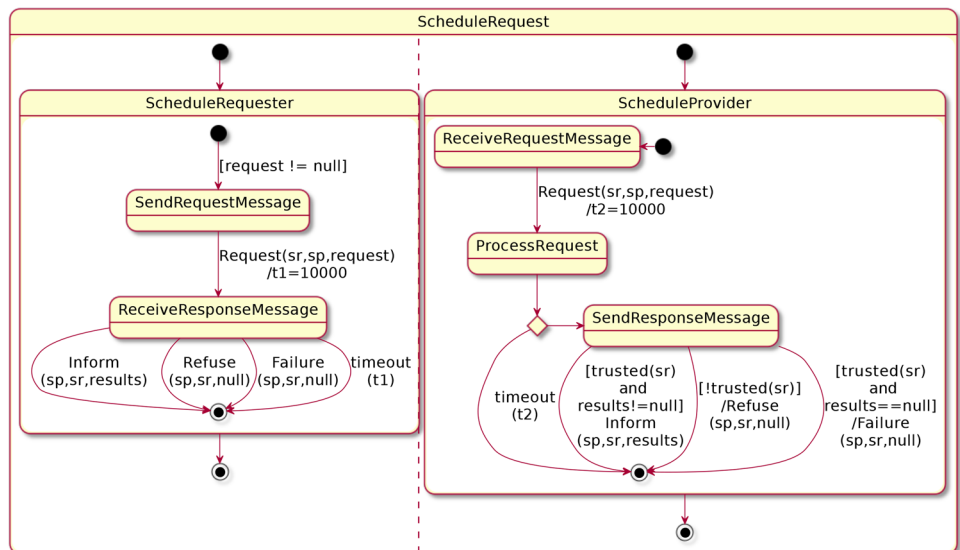 ScheduleRequest
ScheduleRequester
[request != null]
SendRequestMessage
Request(sr,sp,request)
/t1=10000
ReceiveResponseMessage
Inform
(sp,sr,results)
Refuse
(sp,sr,null)
Failure
(sp,sr,null)
timeout
(t1)
ScheduleProvider
ReceiveRequestMessage
Request(sr,sp,request)
/t2=10000
ProcessRequest
SendResponseMessage
timeout
(t2)
[trusted(sr)
and
results!=null]
Inform
(sp,sr,results)
[!trusted(sr)]
/Refuse
(sp,sr,null)
[trusted(sr)
and
results==null]
/Failure
(sp,sr,null)